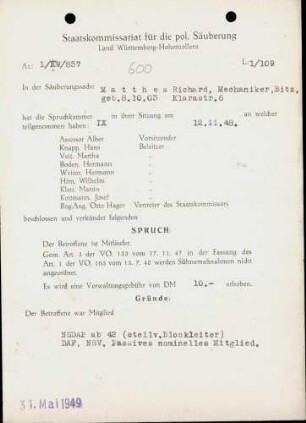 Staatskommissariat für die pol. Säuberung
Land Württemberg-Hohenzollern
Az: 1/XV/857
L:1/109
600
In der Säuberungssache Matthes Richard, Mechaniker, Bitz,
geb.8.10.03 Klarastr.6
hat die Spruchkammer IX in ihrer Sitzung am 12.11.48. an welcher
teilgenommen haben:
Assessor Alber Vorsitzender
Knapp, Hans Beisitzer
Veit, Martha "
Boden, Hermann "
Weizer, Hermann "
Hirn, Wilhelm "
Klett, Martin "
Kotzmann, Josef "
Reg.Ang. Otto Hager Vertreter des Staatskommissars
beschlossen und verkündet folgenden
SPRUCH:
Der Betroffene ist Mitläufer.
Gem. Art. 3 der VO. 133 vom 17. 11. 47 in der Fassung des
Art. 1 der VO. 165 vom 13. 7. 48 werden Sühnemaßnahmen nicht
angeordnet.
Es wird eine Verwaltungsgebühr von DM 10.- erhoben.
Gründe:
Der Betroffene war Mitglied
NSDAP ab 42 (stellv.Blockleiter)
DAF, NSV, Passives nominelles Mitglied.
31. Mai 1949